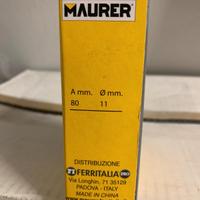 MAURER
A mm. Ø mm.
80 11
DISTRIBUZIONE
FERRITALIA
Via Longhin, 71 35129
PADOVA - ITALY
MADE IN CHINA